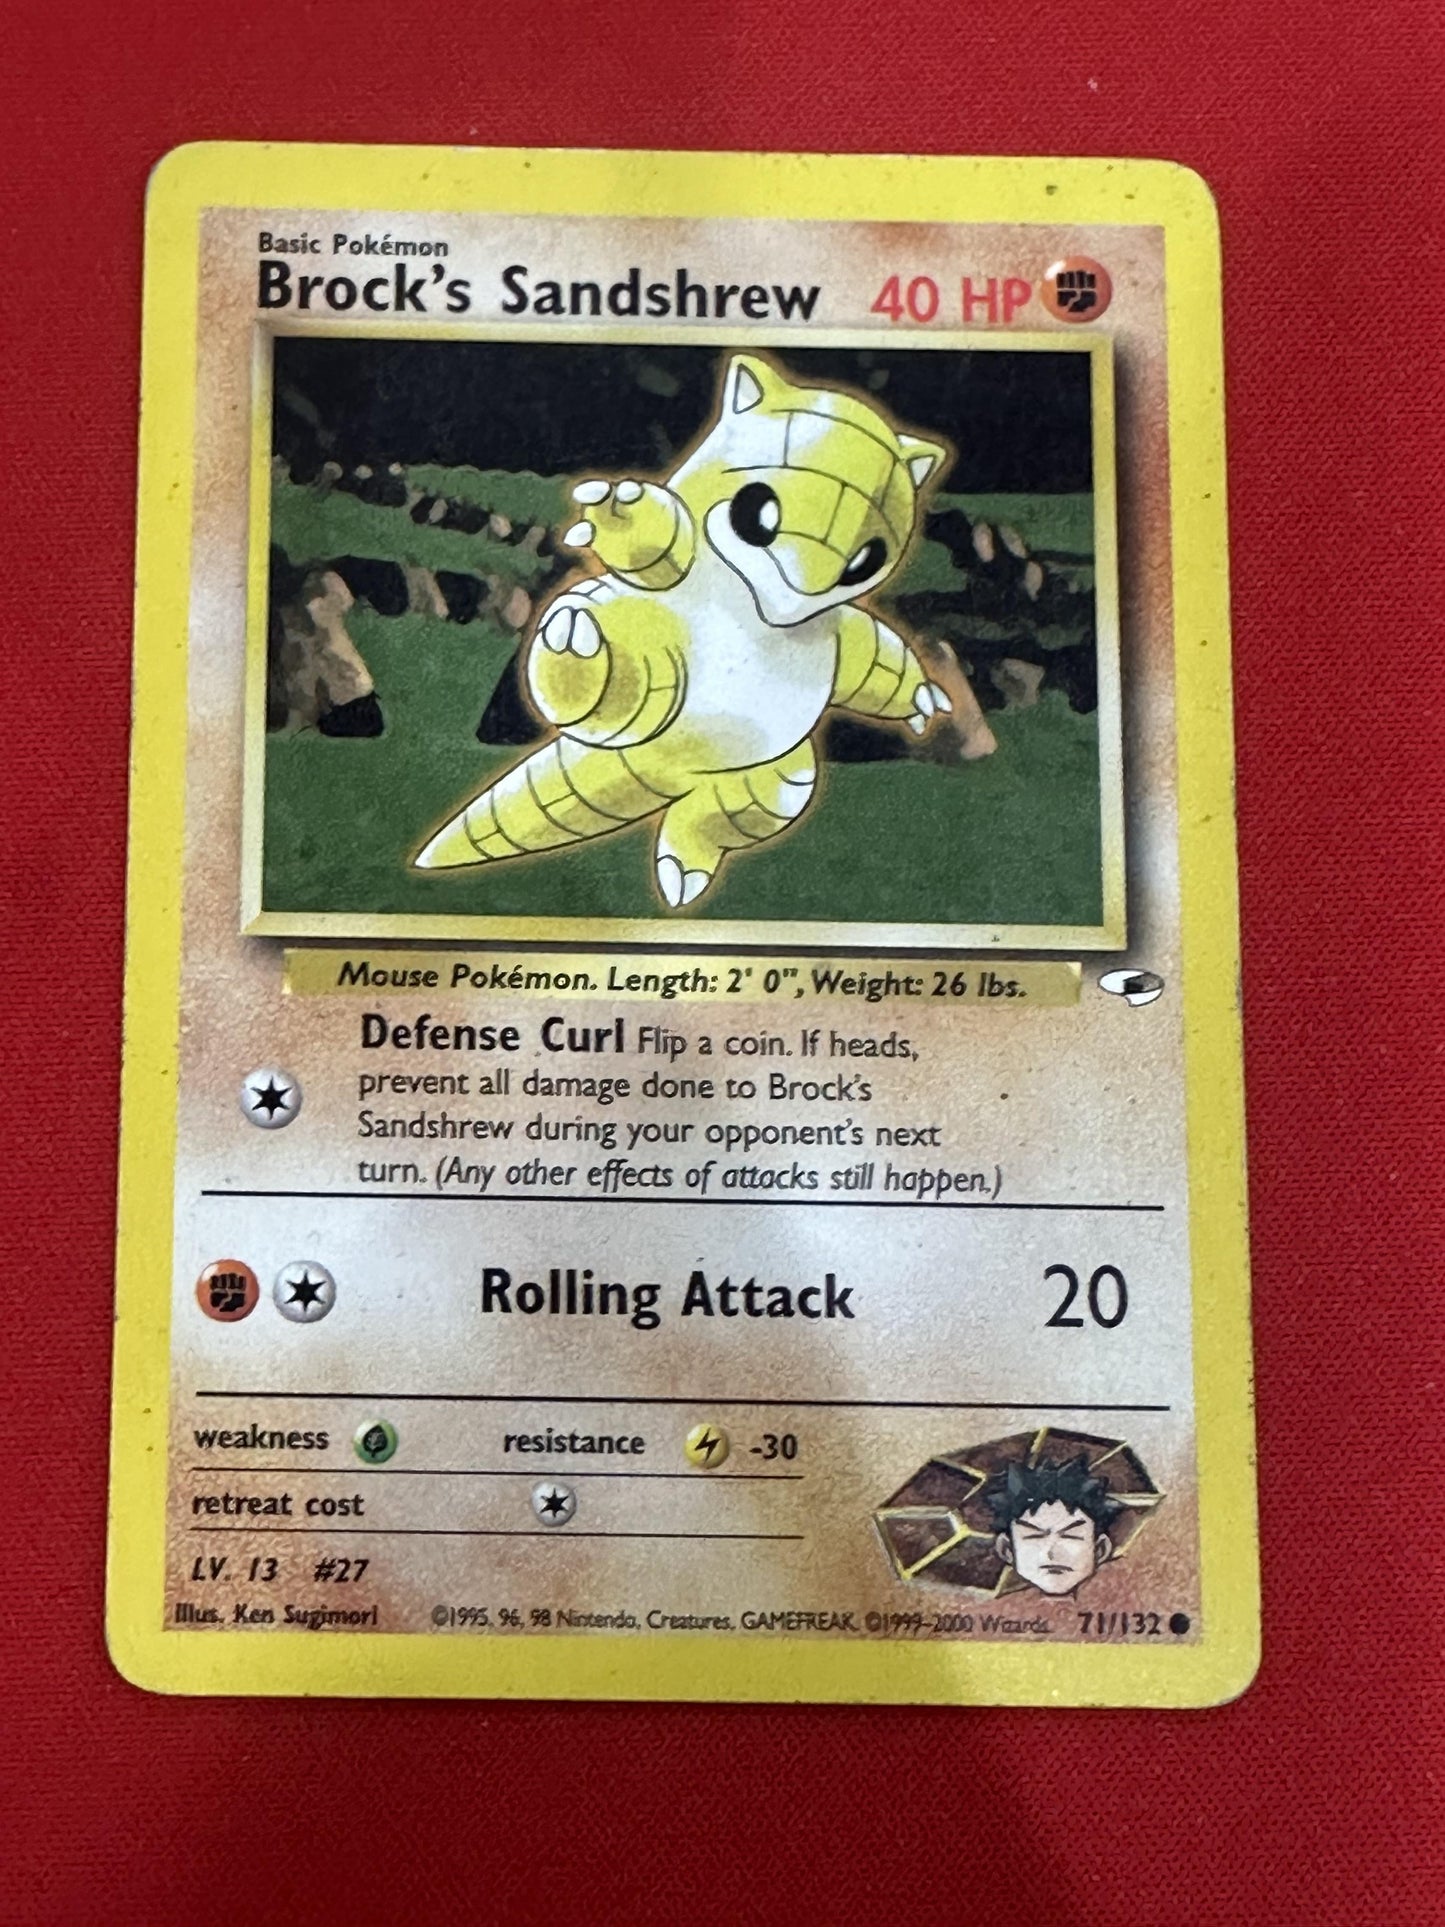 Basic Pokémon
Brock's Sandshrew 40 HP
Mouse Pokémon. Length: 2' 0", Weight: 26 lbs.
Defense Curl Flip a coin. If heads,
prevent all damage done to Brock's
Sandshrew during your opponent's next
turn. (Any other effects of attacks still happen.)
Rolling Attack 20
weakness resistance -30
retreat cost
LV. 13 #27
Illus. Ken Sugimori ©1995, 96, 98 Nintendo, Creatures, GAMEFREAK. ©1999-2000 Wizards. 71/132